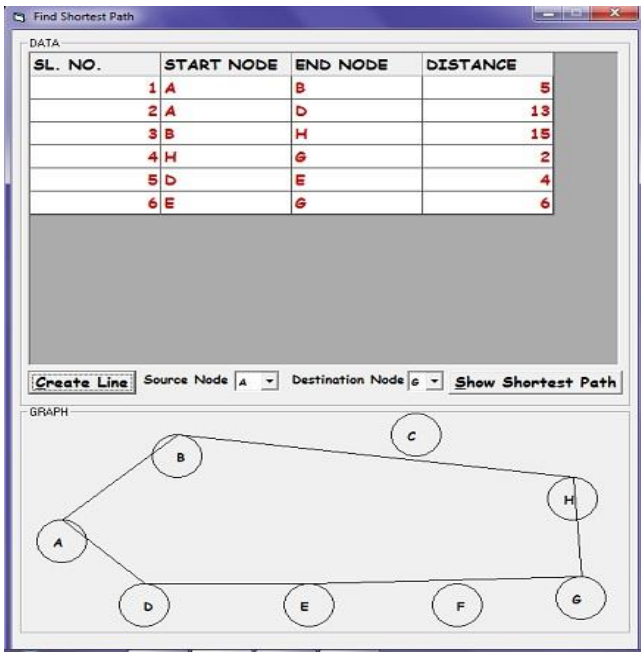 Find Shortest Path
DATA
SL. NO. START NODE END NODE DISTANCE
1 A B 5
2 A D 13
3 B H 15
4 H G 2
5 D E 4
6 E G 6
Create Line Source Node A Destination Node G Show Shortest Path
GRAPH
C
B
H
A
D E F G